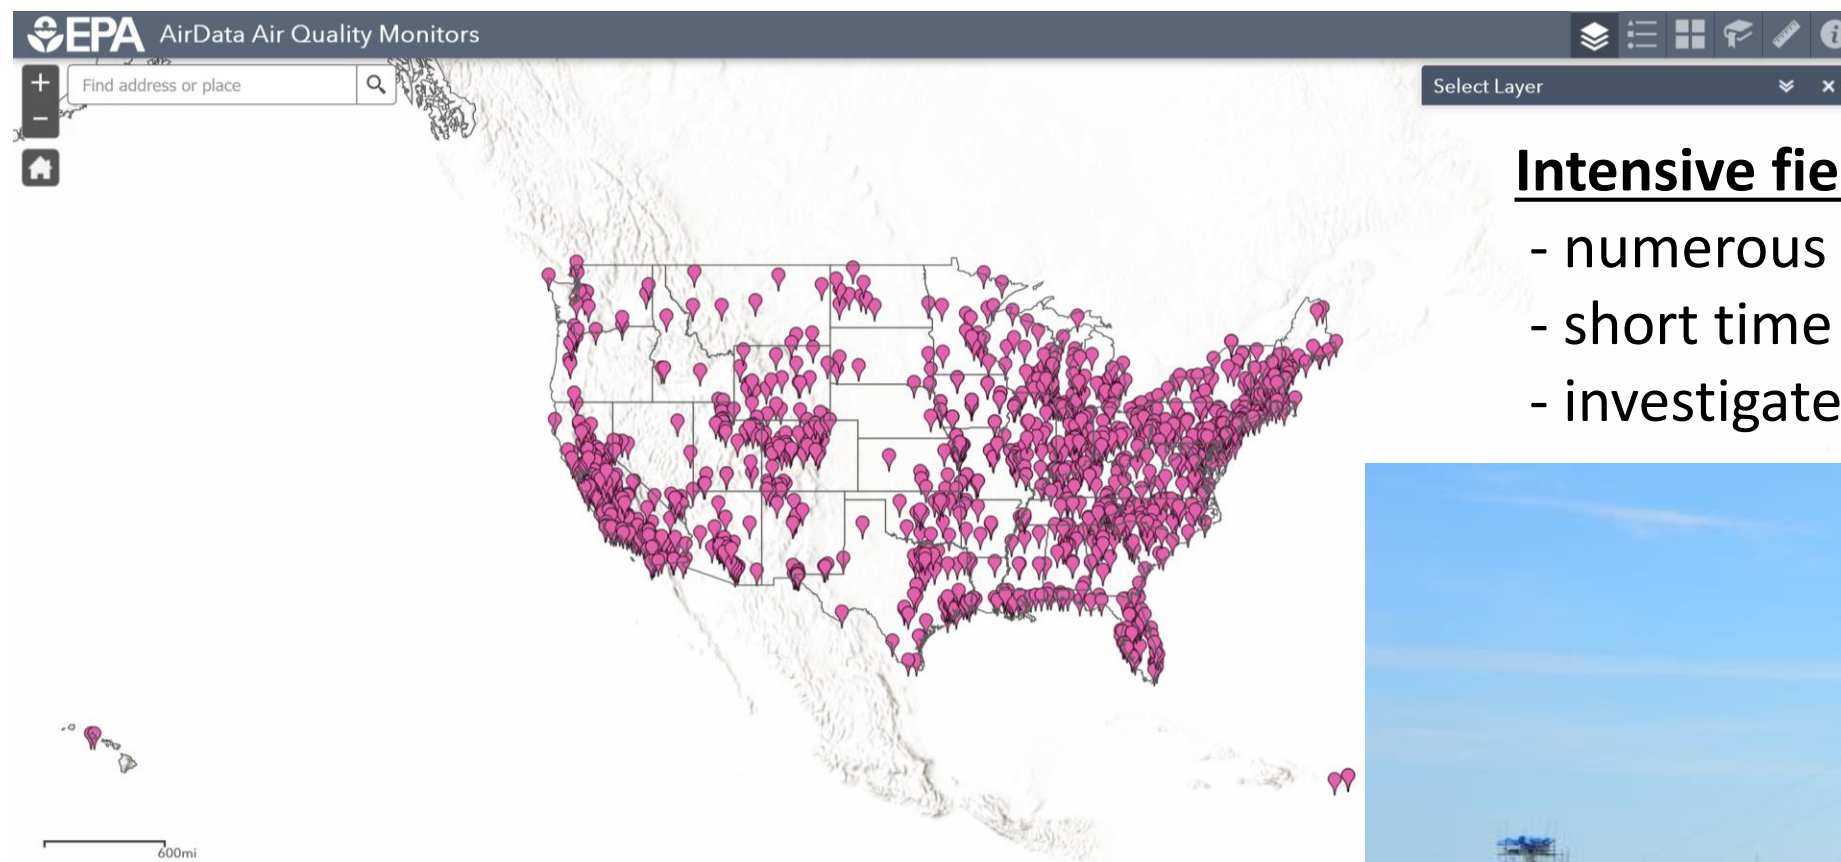 EPA AirData Air Quality Monitors
Find address or place
Select Layer
Intensive fie
- numerous
- short time
- investigate
600mi